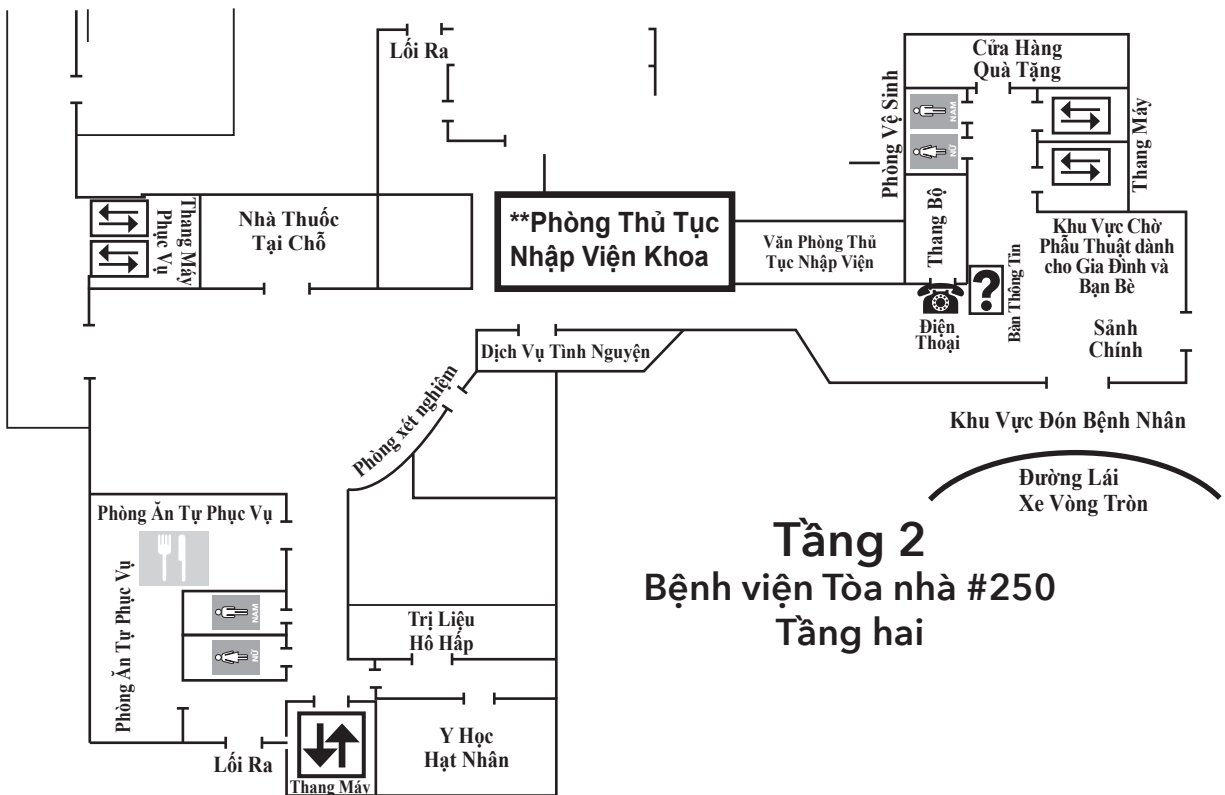 Lối Ra
Cửa Hàng
Quà Tặng
Phòng Vệ Sinh
NAM
NỮ
Thang Máy
Thang Máy
Phục Vụ
Nhà Thuốc
Tại Chỗ
**Phòng Thủ Tục
Nhập Viện Khoa
Văn Phòng Thủ
Tục Nhập Viện
Thang Bộ
Khu Vực Chờ
Phẫu Thuật dành
cho Gia Đình và
Bạn Bè
?
Bàn Thông Tin
Điện
Thoại
Sảnh
Chính
Dịch Vụ Tình Nguyện
Phòng xét nghiệm
Khu Vực Đón Bệnh Nhân
Đường Lái
Xe Vòng Tròn
Phòng Ăn Tự Phục Vụ
Phòng Ăn Tự Phục Vụ
NAM
NỮ
Tầng 2
Bệnh viện Tòa nhà #250
Tầng hai
Trị Liệu
Hô Hấp
Y Học
Hạt Nhân
Lối Ra
Thang Máy